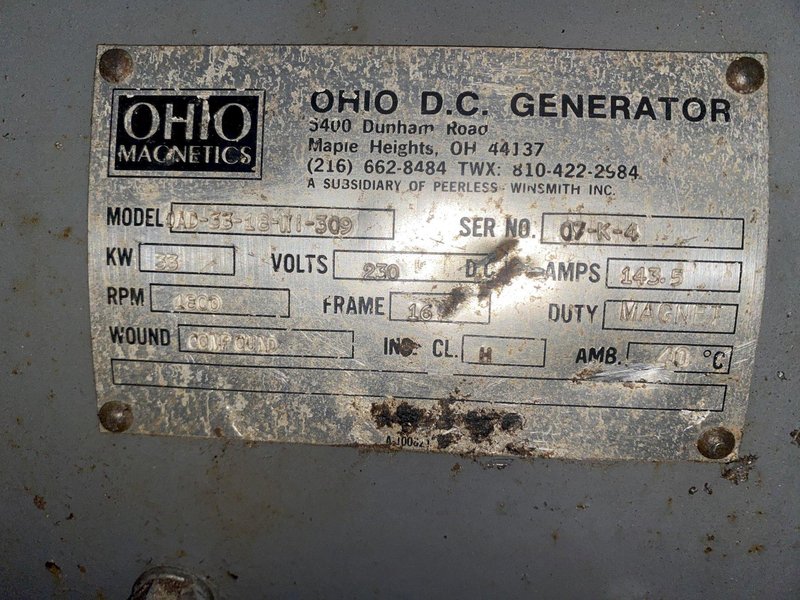 OHIO
MAGNETICS
OHIO D.C. GENERATOR
5400 Dunham Road
Maple Heights, OH 44137
(216) 662-8484 TWX: 810-422-2984
A SUBSIDIARY OF PEERLESS-WINSMITH INC.
MODEL SER NO. 07-K-4
KW 33 VOLTS 230 D.C. AMPS 143.5
RPM 1800 FRAME DUTY MAGNET
WOUND COMPOUND INS. CL. H AMB. 40 °C